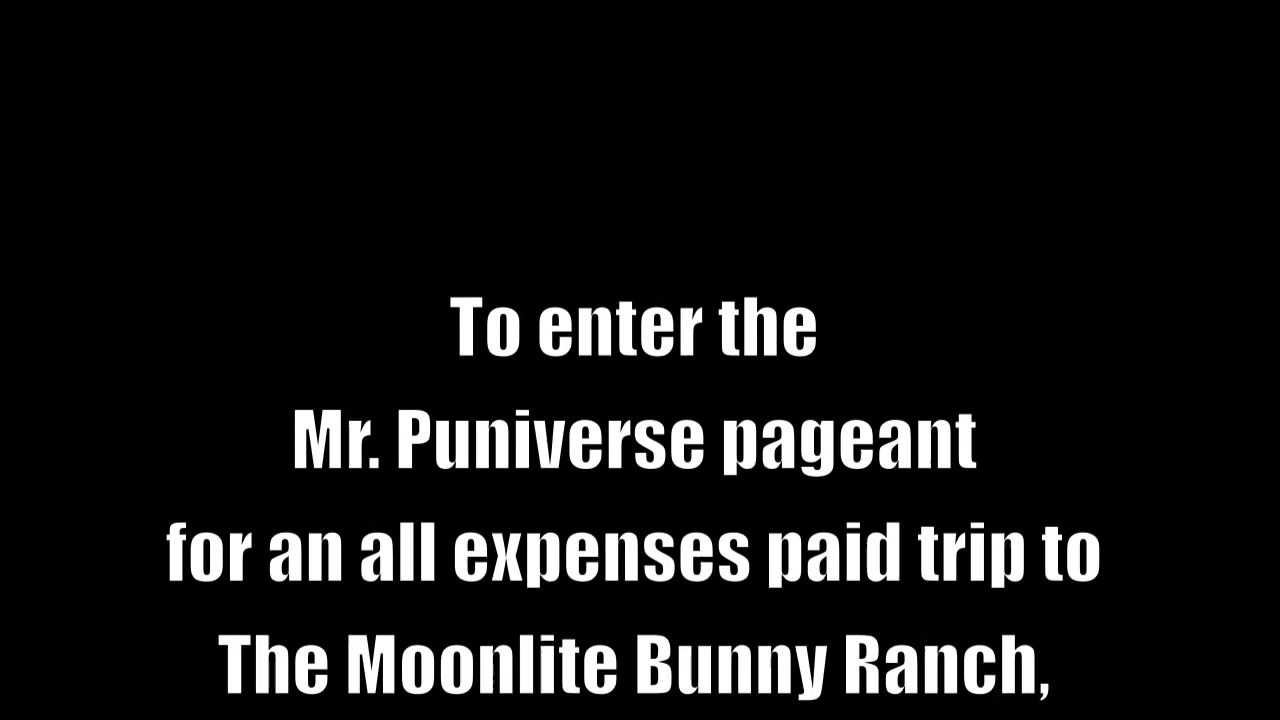 To enter the
Mr. Puniverse pageant
for an all expenses paid trip to
The Moonlite Bunny Ranch,